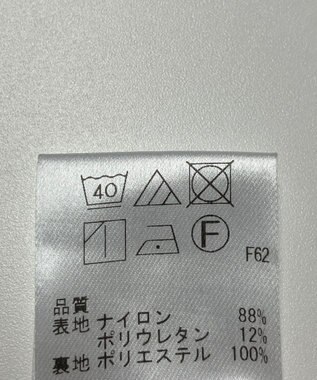 40
F
F62
品質
表地 ナイロン 88%
ポリウレタン 12%
裏地 ポリエステル 100%